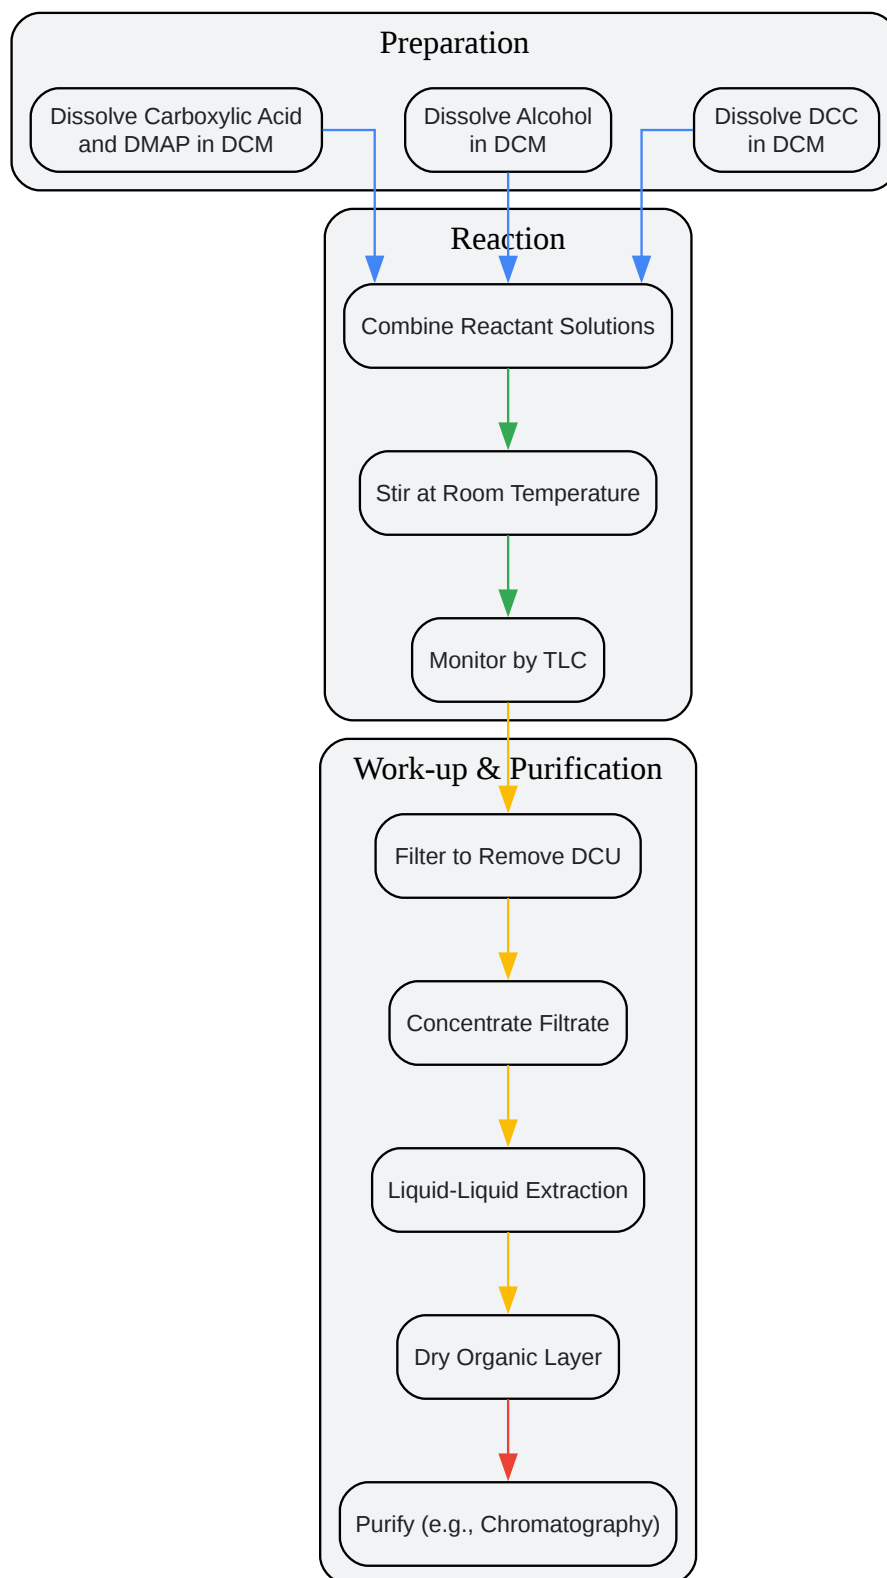 Preparation
Dissolve Carboxylic Acid
and DMAP in DCM
Dissolve Alcohol
in DCM
Dissolve DCC
in DCM
Reaction
Combine Reactant Solutions
Stir at Room Temperature
Monitor by TLC
Work-up & Purification
Filter to Remove DCU
Concentrate Filtrate
Liquid-Liquid Extraction
Dry Organic Layer
Purify (e.g., Chromatography)